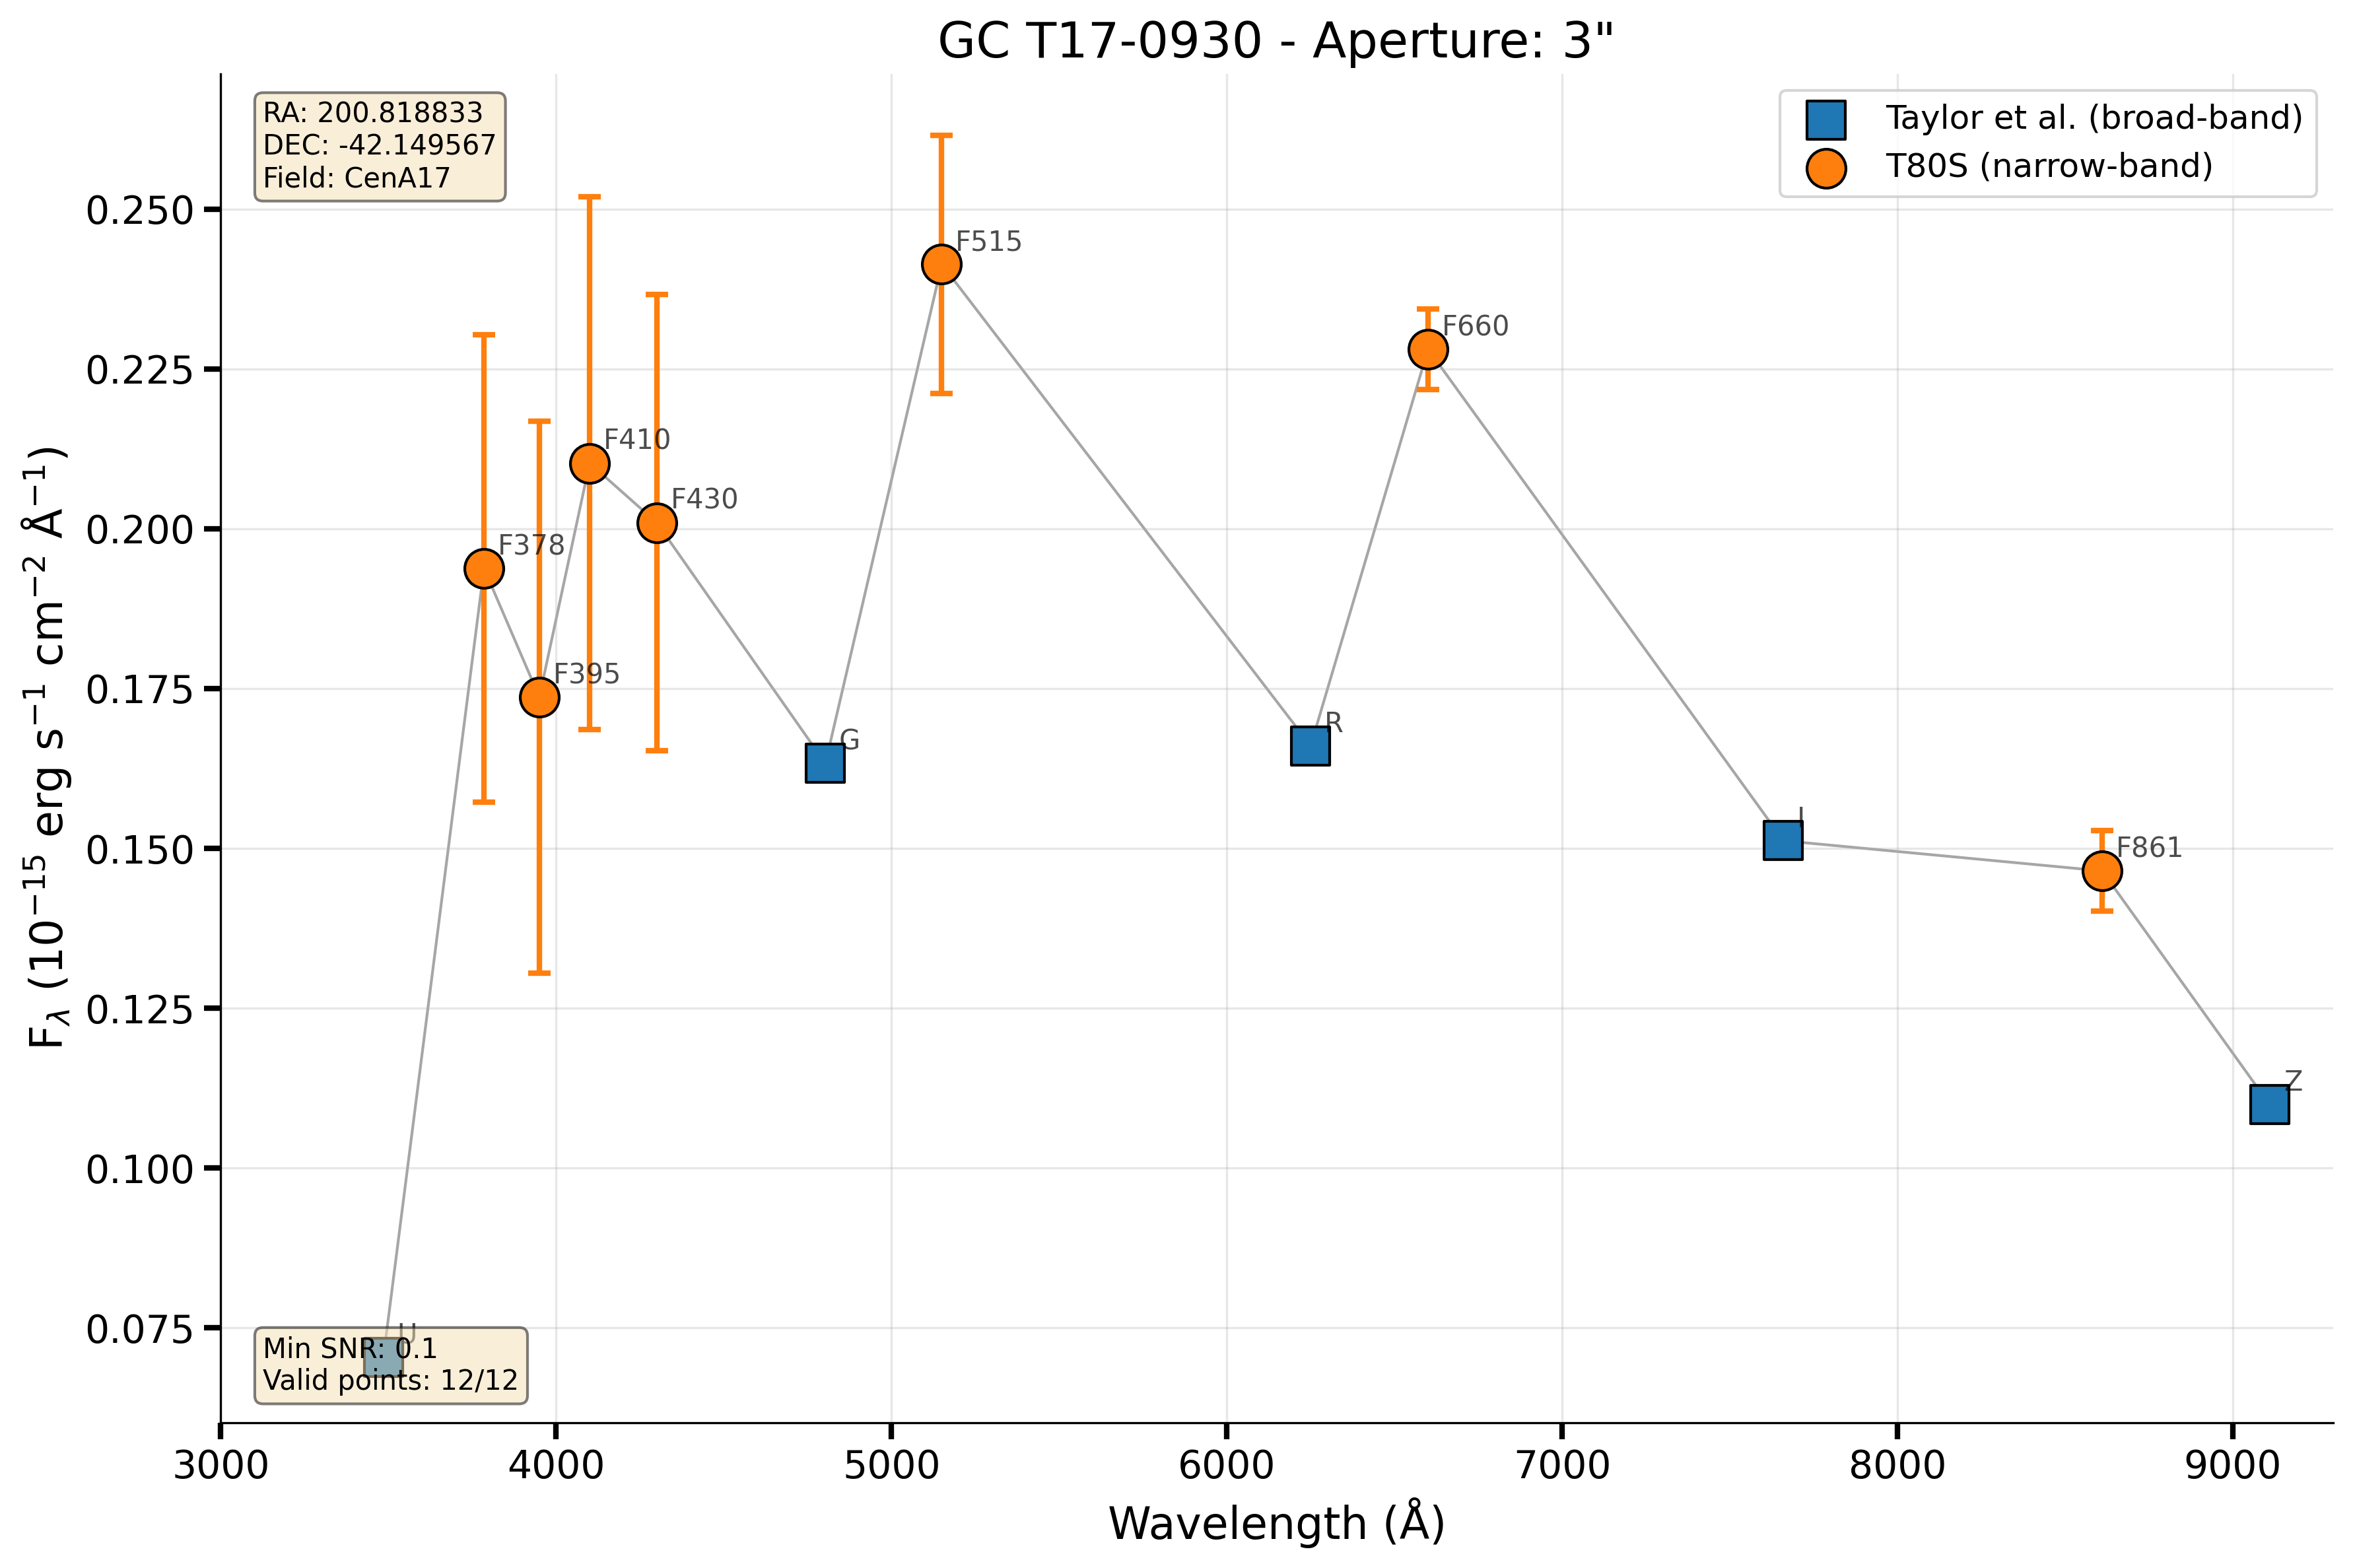 GC T17-0930 - Aperture: 3"
RA: 200.818833
DEC: -42.149567
Field: CenA17
Taylor et al. (broad-band)
T80S (narrow-band)
F515
F660
F410
F430
F378
F395
G
R
I
F861
Z
U
Min SNR: 0.1
Valid points: 12/12
0.250
0.225
0.200
0.175
0.150
0.125
0.100
0.075
F$_{λ}$ (10$^{−15}$ erg s$^{−1}$ cm$^{−2}$ Å$^{−1}$)
3000 4000 5000 6000 7000 8000 9000
Wavelength (Å)